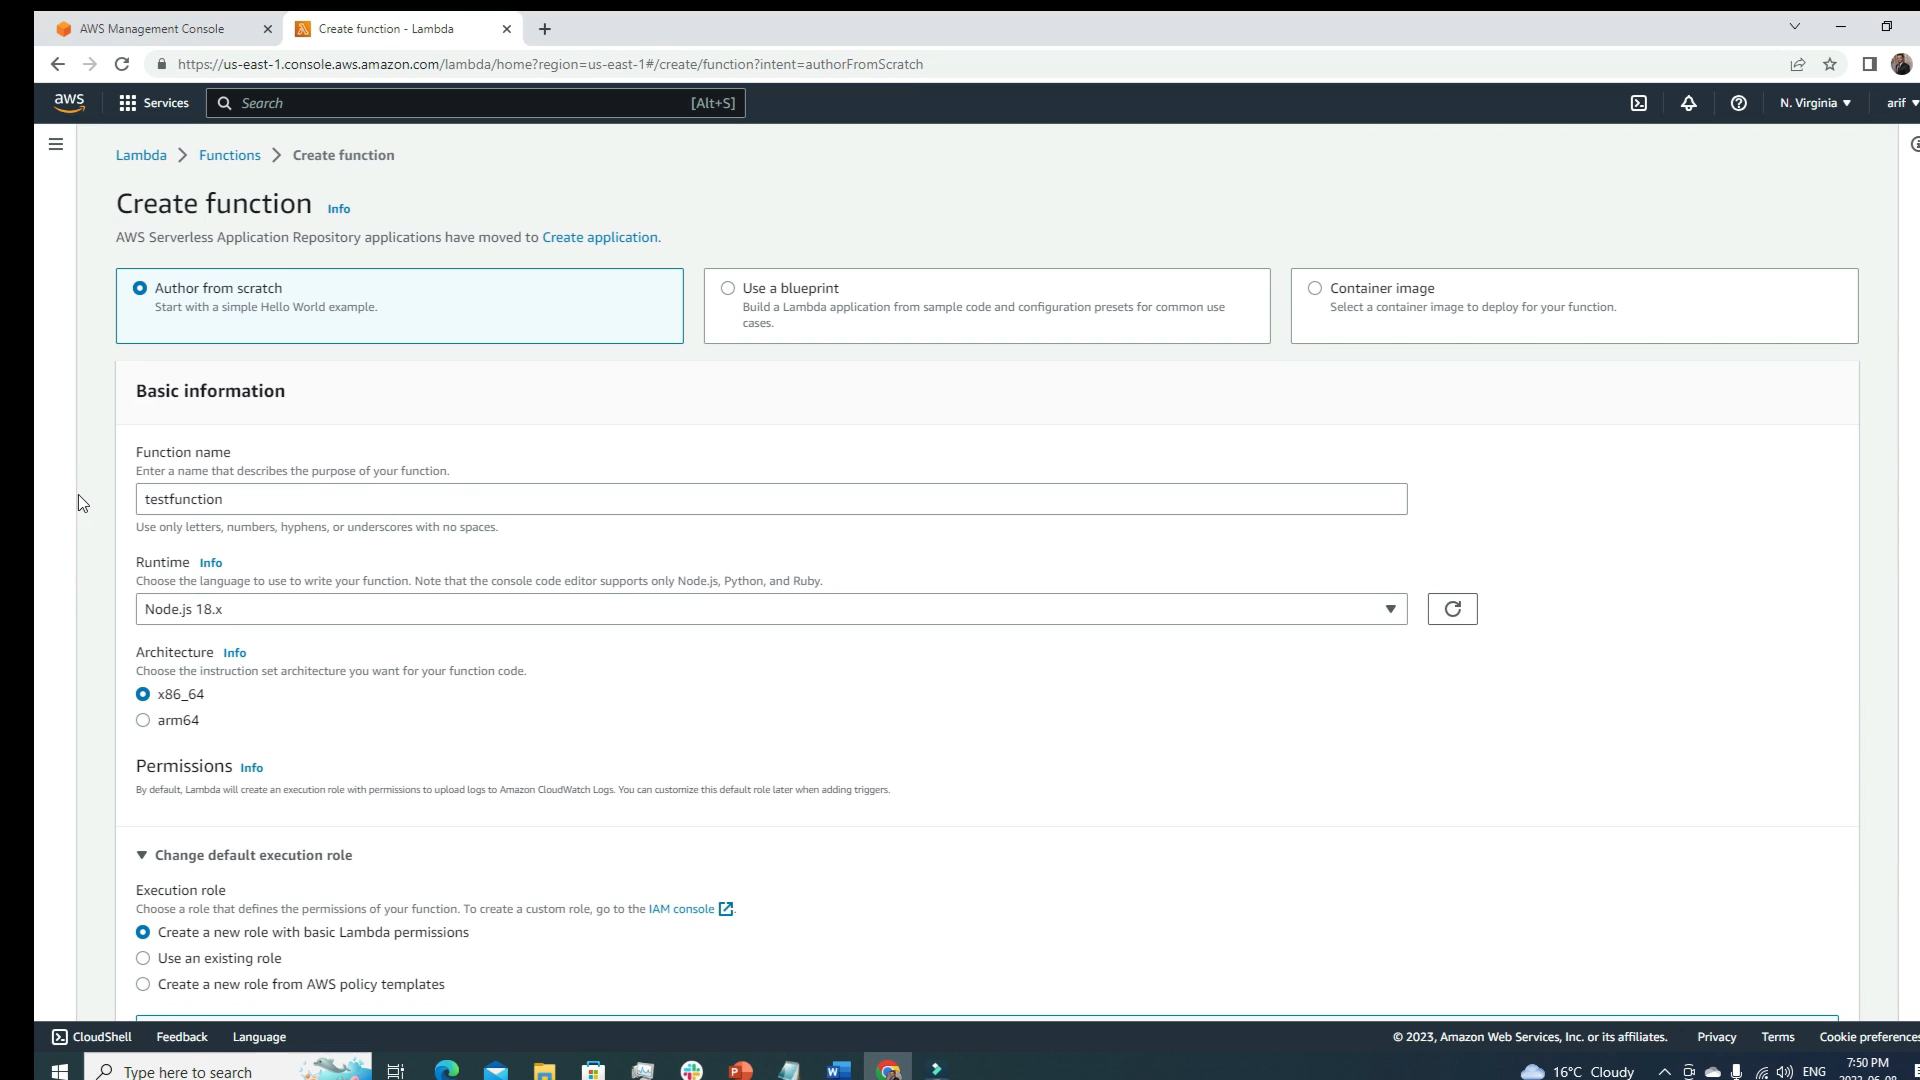 AWS Management Console
Create function - Lambda
https://us-east-1.console.aws.amazon.com/lambda/home?region=us-east-1#/create/function?intent=authorFromScratch
aws
Services
Search
[Alt+S]
N. Virginia
arif
Lambda
Functions
Create function
Create function Info
AWS Serverless Application Repository applications have moved to Create application.
Author from scratch
Start with a simple Hello World example.
Use a blueprint
Build a Lambda application from sample code and configuration presets for common use
cases.
Container image
Select a container image to deploy for your function.
Basic information
Function name
Enter a name that describes the purpose of your function.
testfunction
Use only letters, numbers, hyphens, or underscores with no spaces.
Runtime Info
Choose the language to use to write your function. Note that the console code editor supports only Node.js, Python, and Ruby.
Node.js 18.x
Architecture Info
Choose the instruction set architecture you want for your function code.
x86_64
arm64
Permissions Info
By default, Lambda will create an execution role with permissions to upload logs to Amazon CloudWatch Logs. You can customize this default role later when adding triggers.
Change default execution role
Execution role
Choose a role that defines the permissions of your function. To create a custom role, go to the IAM console.
Create a new role with basic Lambda permissions
Use an existing role
Create a new role from AWS policy templates
CloudShell
Feedback
Language
© 2023, Amazon Web Services, Inc. or its affiliates.
Privacy
Terms
Cookie preferences
Type here to search
16°C Cloudy
ENG
7:50 PM